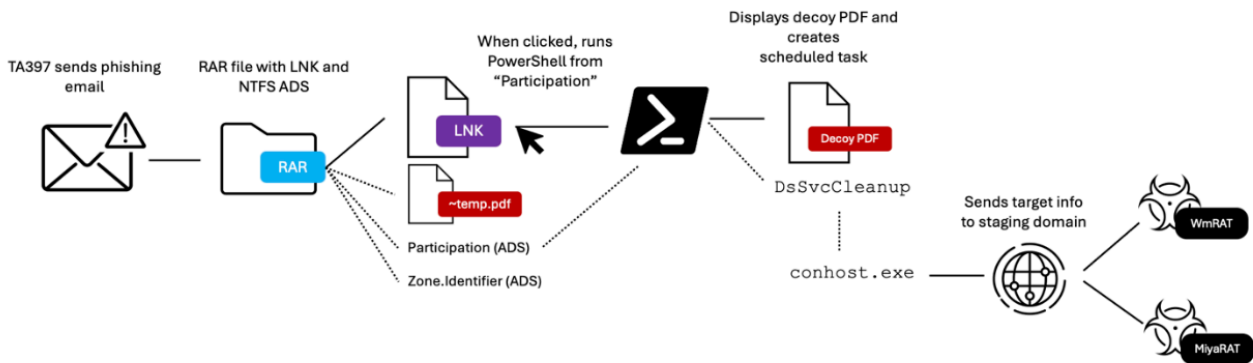 TA397 sends phishing
email
RAR file with LNK and
NTFS ADS
RAR
When clicked, runs
PowerShell from
“Participation”
LNK
~temp.pdf
Participation (ADS)
Zone.Identifier (ADS)
Displays decoy PDF and
creates
scheduled task
Decoy PDF
DsSvcCleanup
conhost.exe
Sends target info
to staging domain
WmRAT
MiyaRAT